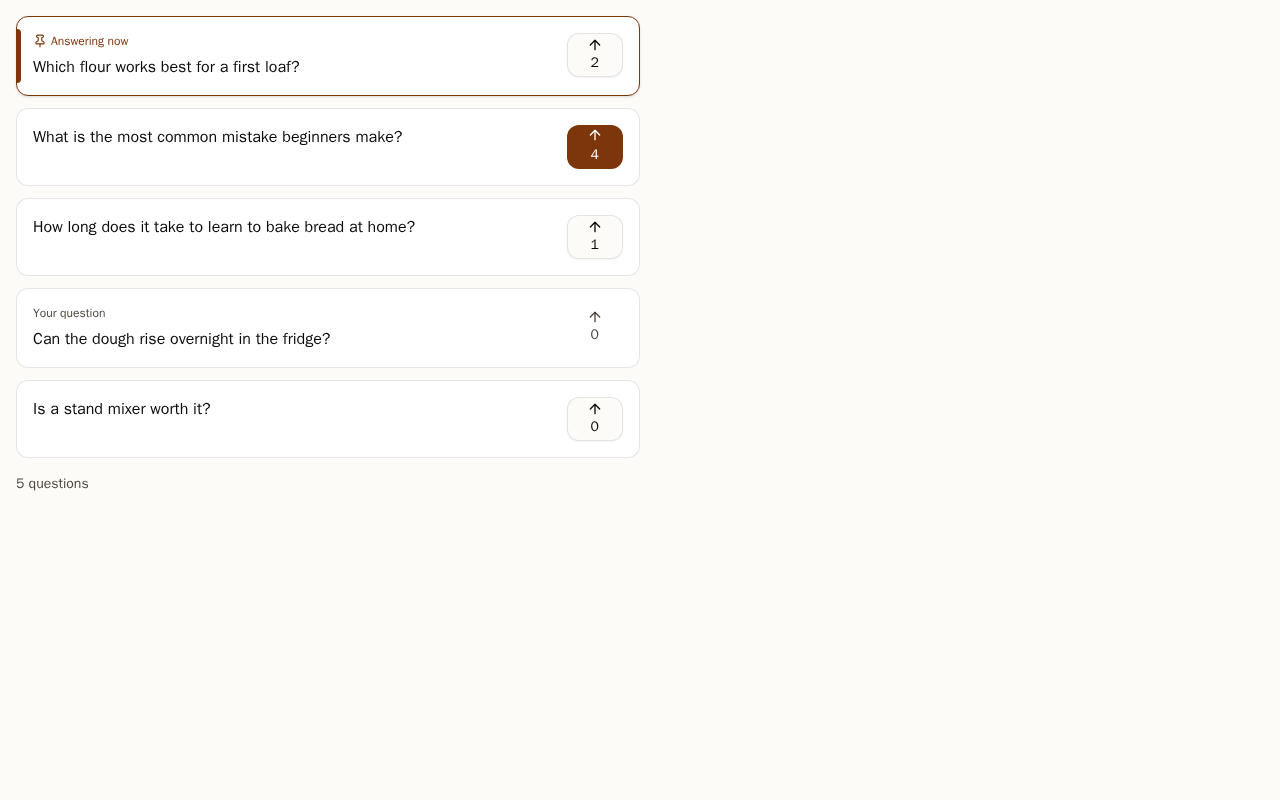 Answering now
Which flour works best for a first loaf?
2
What is the most common mistake beginners make?
4
How long does it take to learn to bake bread at home?
1
Your question
Can the dough rise overnight in the fridge?
0
Is a stand mixer worth it?
0
5 questions